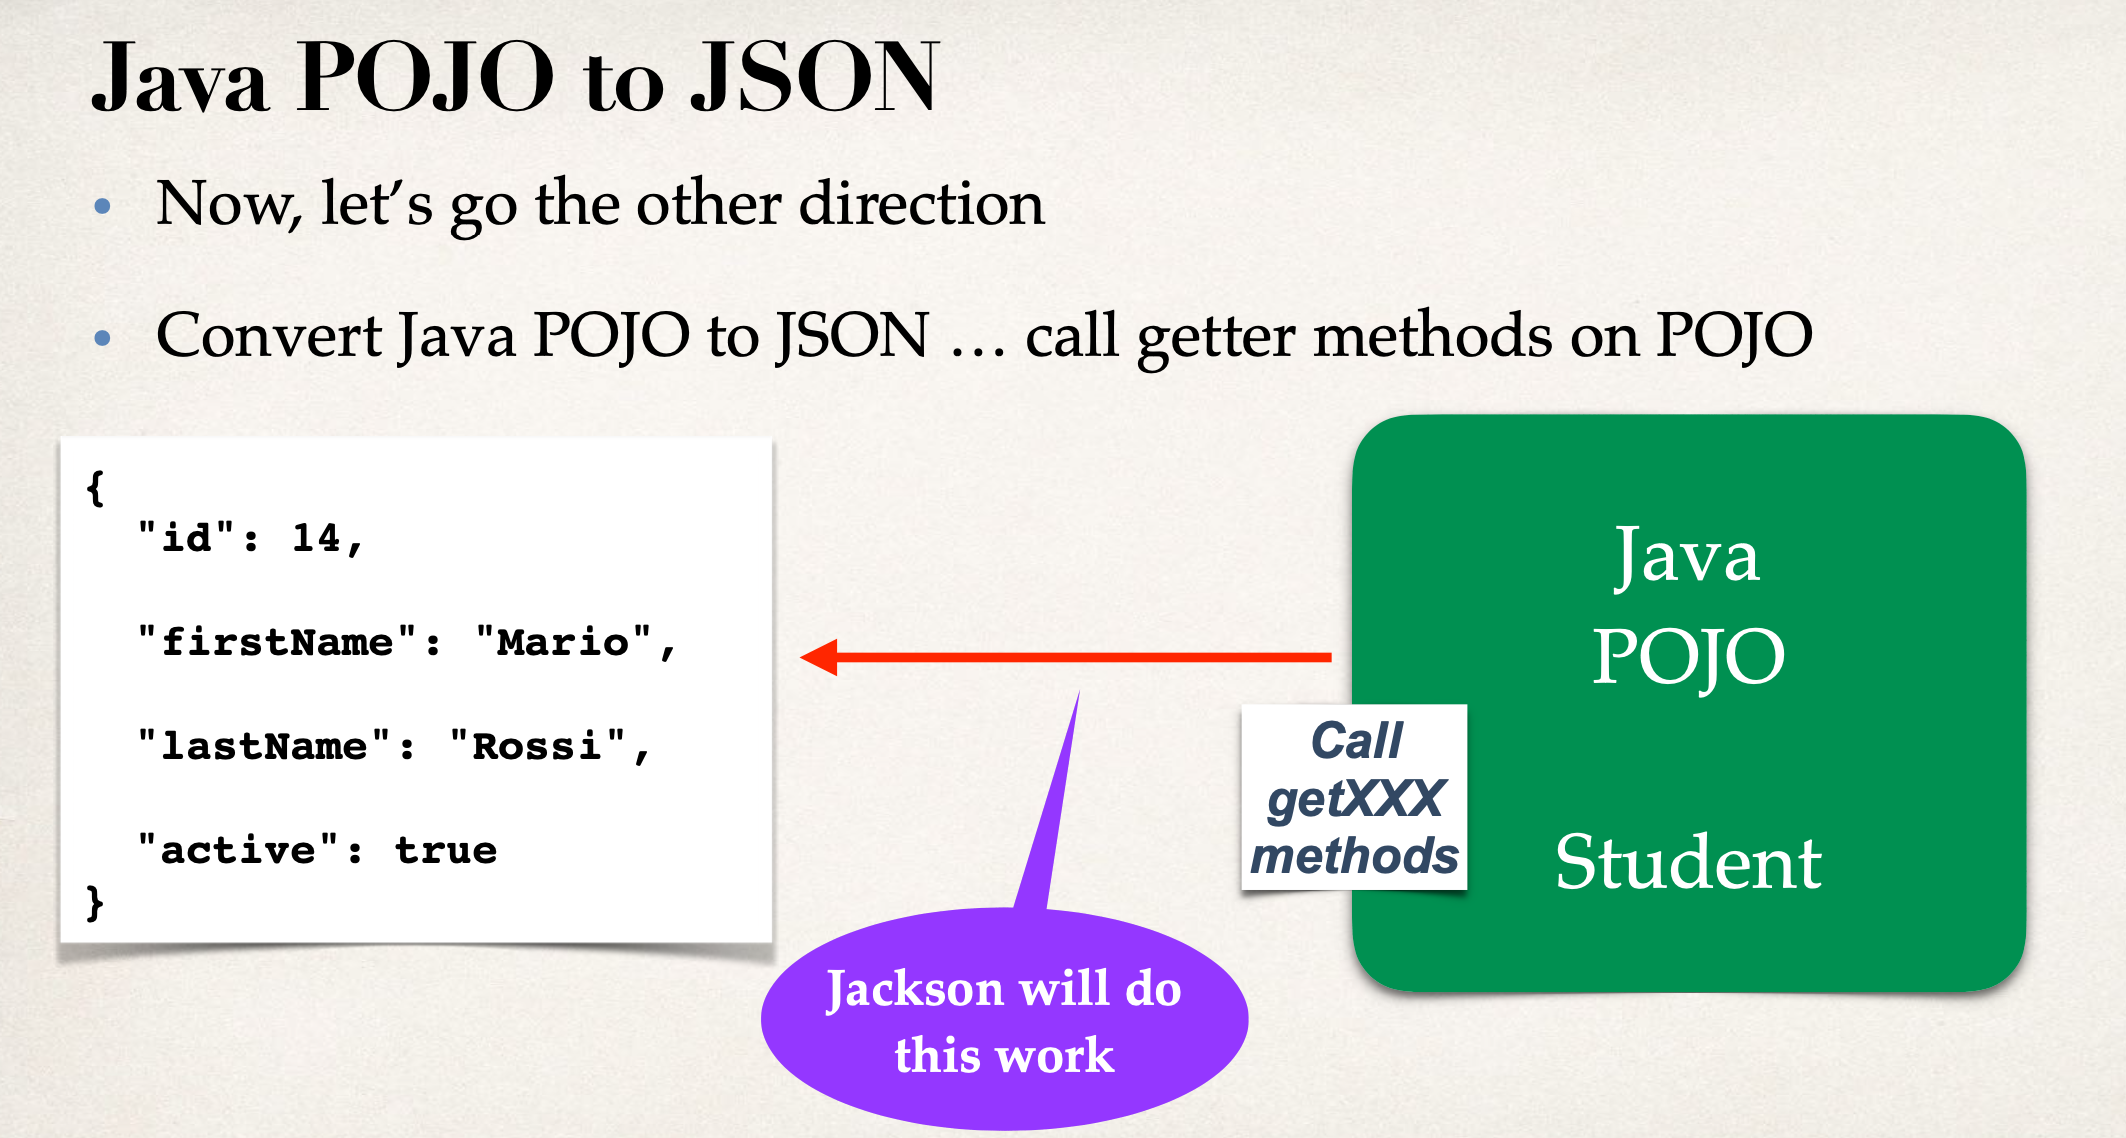 Java POJO to JSON
• Now, let’s go the other direction
• Convert Java POJO to JSON … call getter methods on POJO
{
"id": 14,
"firstName": "Mario",
"lastName": "Rossi",
"active": true
}
Java
POJO
Student
Call
getXXX
methods
Jackson will do
this work